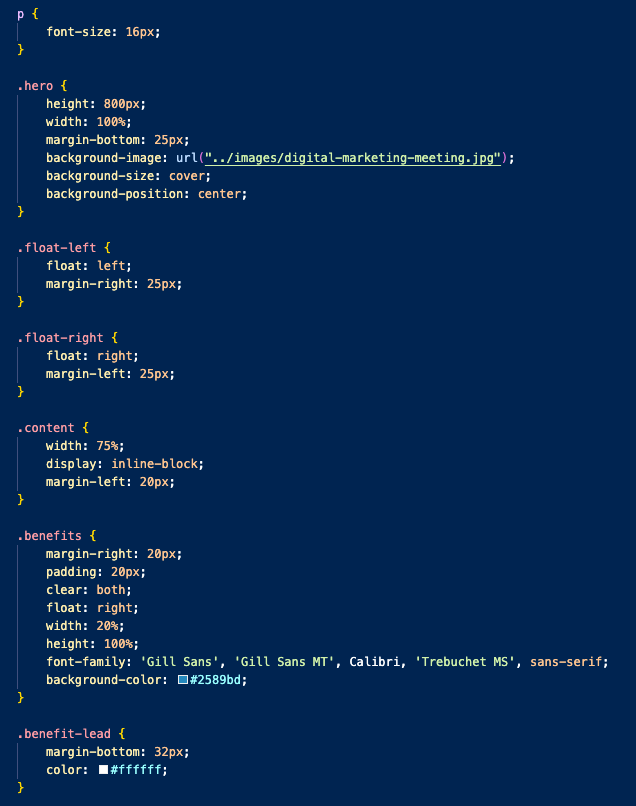 p {
font-size: 16px;
}
.hero {
height: 800px;
width: 100%;
margin-bottom: 25px;
background-image: url("../images/digital-marketing-meeting.jpg");
background-size: cover;
background-position: center;
}
.float-left {
float: left;
margin-right: 25px;
}
.float-right {
float: right;
margin-left: 25px;
}
.content {
width: 75%;
display: inline-block;
margin-left: 20px;
}
.benefits {
margin-right: 20px;
padding: 20px;
clear: both;
float: right;
width: 20%;
height: 100%;
font-family: 'Gill Sans', 'Gill Sans MT', Calibri, 'Trebuchet MS', sans-serif;
background-color: #2589bd;
}
.benefit-lead {
margin-bottom: 32px;
color: #ffffff;
}